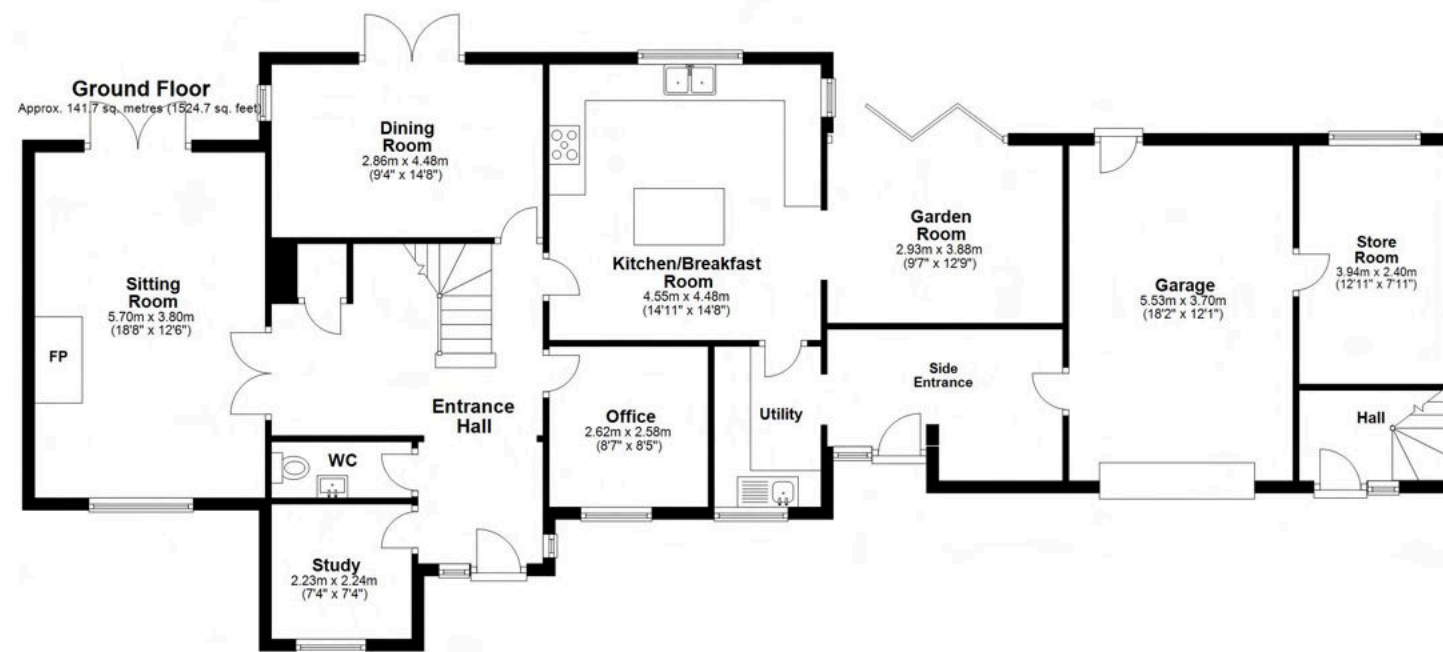 Ground Floor
Approx. 141.7 sq. metres (1524.7 sq. feet)
Dining
Room
2.86m x 4.48m
(9'4" x 14'8")
Sitting
Room
5.70m x 3.80m
(18'8" x 12'6")
FP
Kitchen/Breakfast
Room
4.55m x 4.48m
(14'11" x 14'8")
Garden
Room
2.93m x 3.88m
(9'7" x 12'9")
Garage
5.53m x 3.70m
(18'2" x 12'1")
Store
Room
3.94m x 2.40m
(12'11" x 7'11")
Entrance
Hall
Office
2.62m x 2.58m
(8'7" x 8'5")
Utility
Side
Entrance
Hall
WC
Study
2.23m x 2.24m
(7'4" x 7'4")